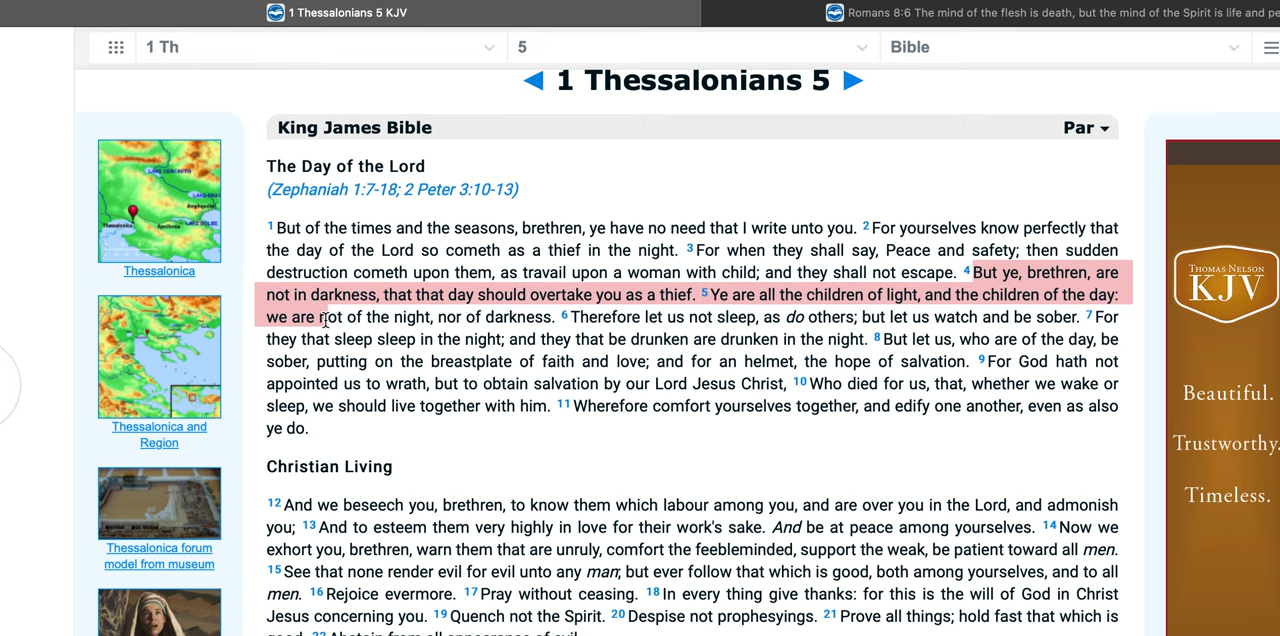 1 Thessalonians 5 KJV
Romans 8:6 The mind of the flesh is death, but the mind of the Spirit is life and pe
1 Th
5
Bible
1 Thessalonians 5
King James Bible
Par
The Day of the Lord
(Zephaniah 1:7-18; 2 Peter 3:10-13)
1 But of the times and the seasons, brethren, ye have no need that I write unto you. 2 For yourselves know perfectly that
the day of the Lord so cometh as a thief in the night. 3 For when they shall say, Peace and safety; then sudden
destruction cometh upon them, as travail upon a woman with child; and they shall not escape. 4 But ye, brethren, are
not in darkness, that that day should overtake you as a thief. 5 Ye are all the children of light, and the children of the day:
we are not of the night, nor of darkness. 6 Therefore let us not sleep, as do others; but let us watch and be sober. 7 For
they that sleep sleep in the night; and they that be drunken are drunken in the night. 8 But let us, who are of the day, be
sober, putting on the breastplate of faith and love; and for an helmet, the hope of salvation. 9 For God hath not
appointed us to wrath, but to obtain salvation by our Lord Jesus Christ, 10 Who died for us, that, whether we wake or
sleep, we should live together with him. 11 Wherefore comfort yourselves together, and edify one another, even as also
ye do.
Christian Living
12 And we beseech you, brethren, to know them which labour among you, and are over you in the Lord, and admonish
you; 13 And to esteem them very highly in love for their work's sake. And be at peace among yourselves. 14 Now we
exhort you, brethren, warn them that are unruly, comfort the feebleminded, support the weak, be patient toward all men.
15 See that none render evil for evil unto any man; but ever follow that which is good, both among yourselves, and to all
men. 16 Rejoice evermore. 17 Pray without ceasing. 18 In every thing give thanks: for this is the will of God in Christ
Jesus concerning you. 19 Quench not the Spirit. 20 Despise not prophesyings. 21 Prove all things; hold fast that which is
good. 22 Abstain from all appearance of evil.
Thessalonica
Thessalonica
Thessalonica and
Region
Thessalonica forum
model from museum
THOMAS NELSON
KJV
Beautiful.
Trustworthy.
Timeless.